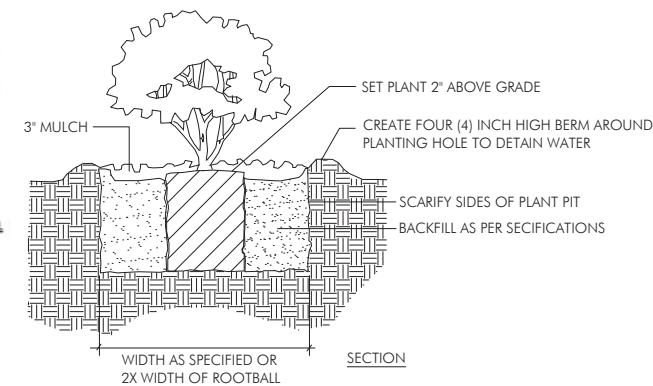 SET PLANT 2" ABOVE GRADE
3" MULCH
CREATE FOUR (4) INCH HIGH BERM AROUND
PLANTING HOLE TO DETAIN WATER
SCARIFY SIDES OF PLANT PIT
BACKFILL AS PER SECIFICATIONS
WIDTH AS SPECIFIED OR
2X WIDTH OF ROOTBALL
SECTION